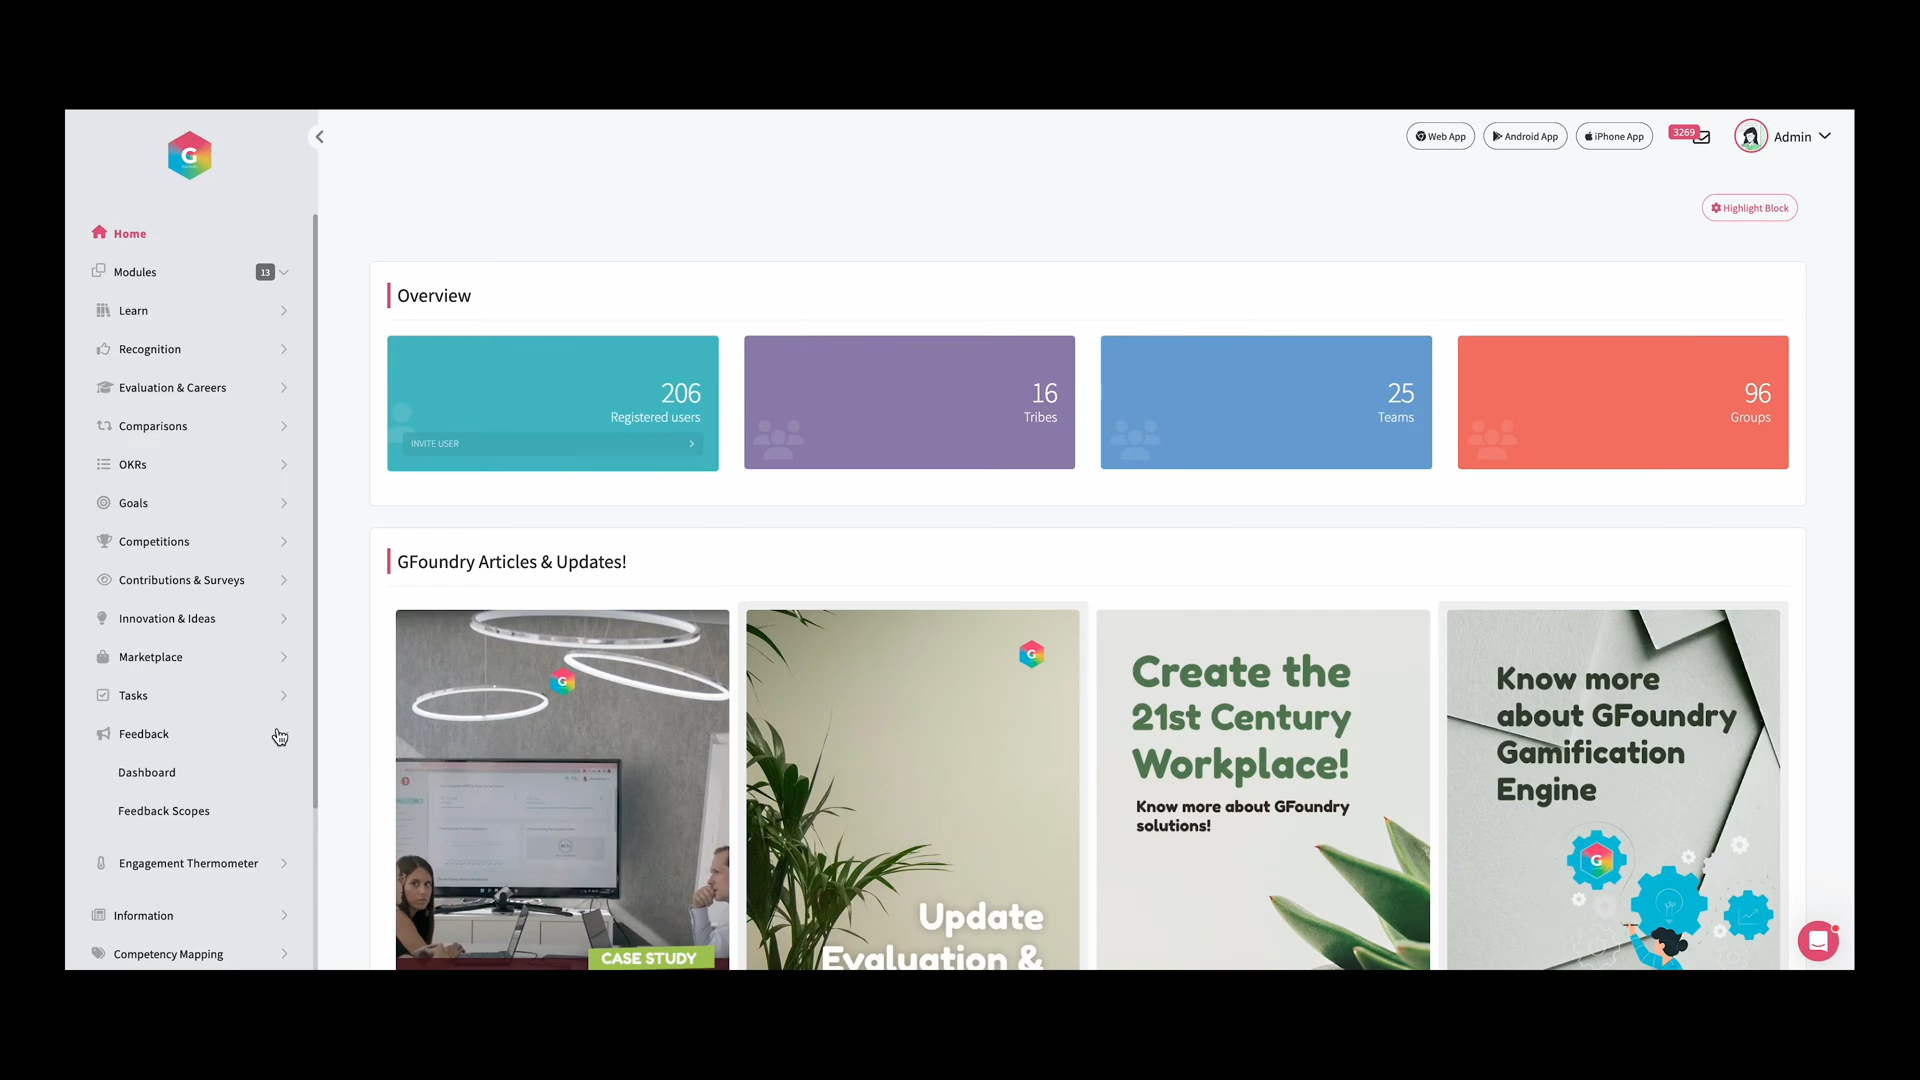 G
Home
Modules 13
Learn
Recognition
Evaluation & Careers
Comparisons
OKRs
Goals
Competitions
Contributions & Surveys
Innovation & Ideas
Marketplace
Tasks
Feedback
Dashboard
Feedback Scopes
Engagement Thermometer
Information
Competency Mapping
Web App
Android App
iPhone App
3269
Admin
Highlight Block
Overview
206
Registered users
INVITE USER
16
Tribes
25
Teams
96
Groups
GFoundry Articles & Updates!
G
CASE STUDY
G
Update
Evaluation &
Create the
21st Century
Workplace!
Know more about GFoundry
solutions!
Know more
about GFoundry
Gamification
Engine
G